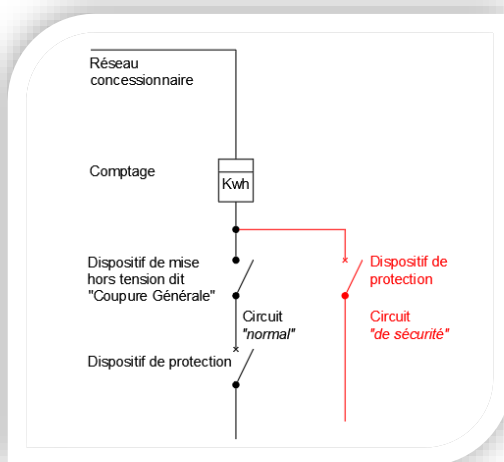 Réseau
concessionnaire
Comptage
Kwh
Dispositif de mise
hors tension dit
"Coupure Générale"
Dispositif de
protection
Circuit
"normal"
Circuit
"de sécurité"
Dispositif de protection